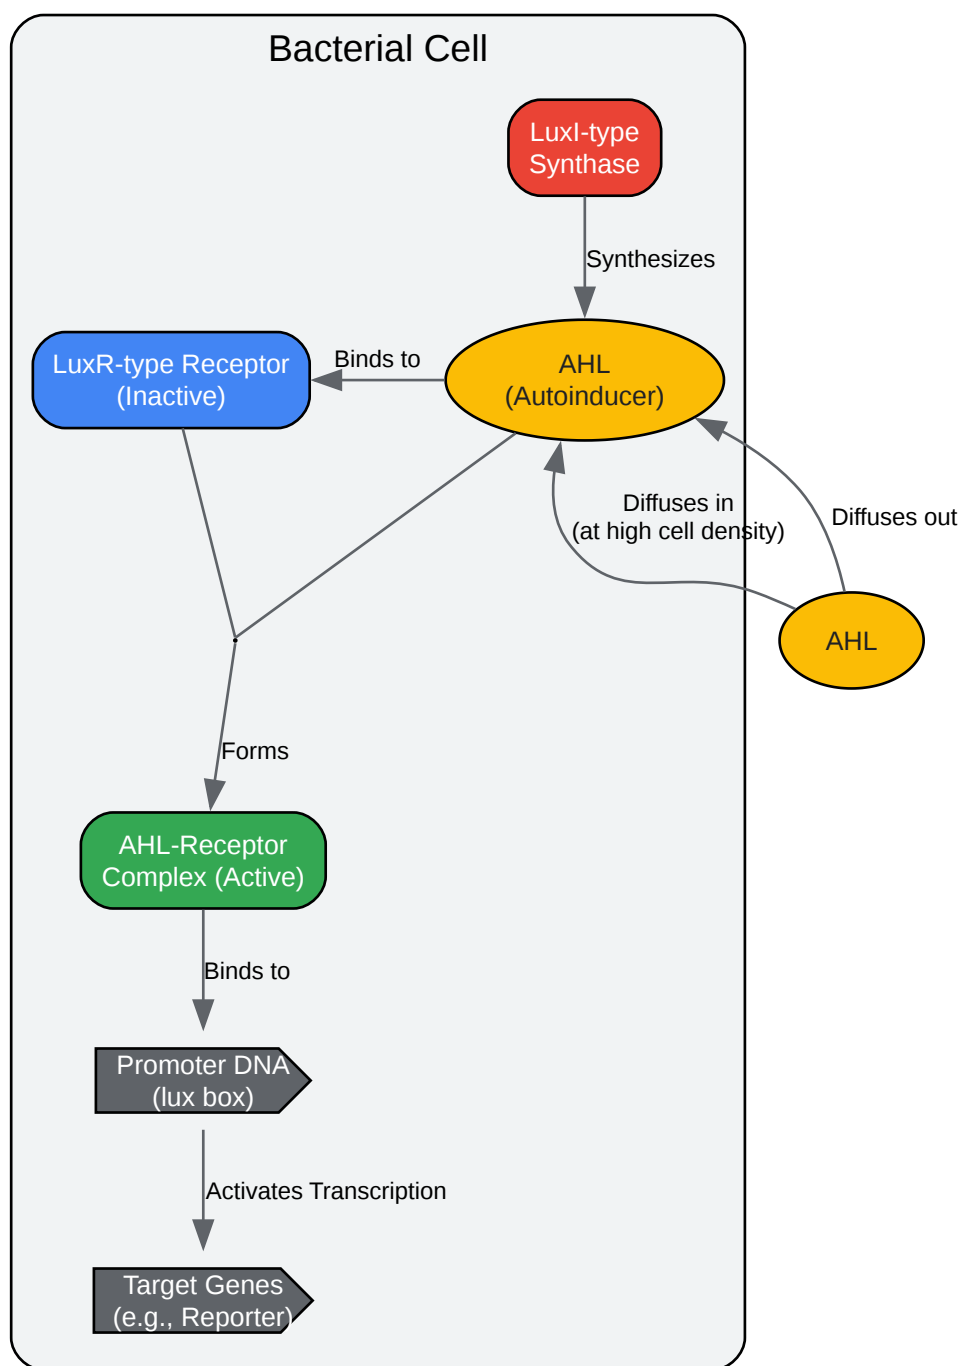 Bacterial Cell
LuxI-type
Synthase
Synthesizes
LuxR-type Receptor
(Inactive)
Binds to
AHL
(Autoinducer)
Diffuses in
(at high cell density)
Diffuses out
AHL
Forms
AHL-Receptor
Complex (Active)
Binds to
Promoter DNA
(lux box)
Activates Transcription
Target Genes
(e.g., Reporter)